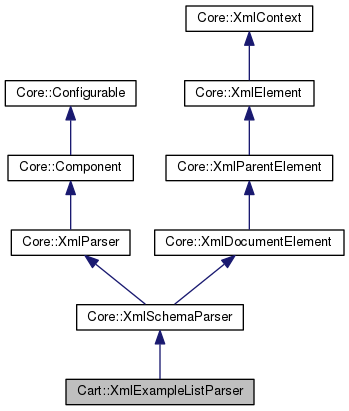 Core::XmlContext
Core::Configurable
Core::XmlElement
Core::Component
Core::XmlParentElement
Core::XmlParser
Core::XmlDocumentElement
Core::XmlSchemaParser
Cart::XmlExampleListParser